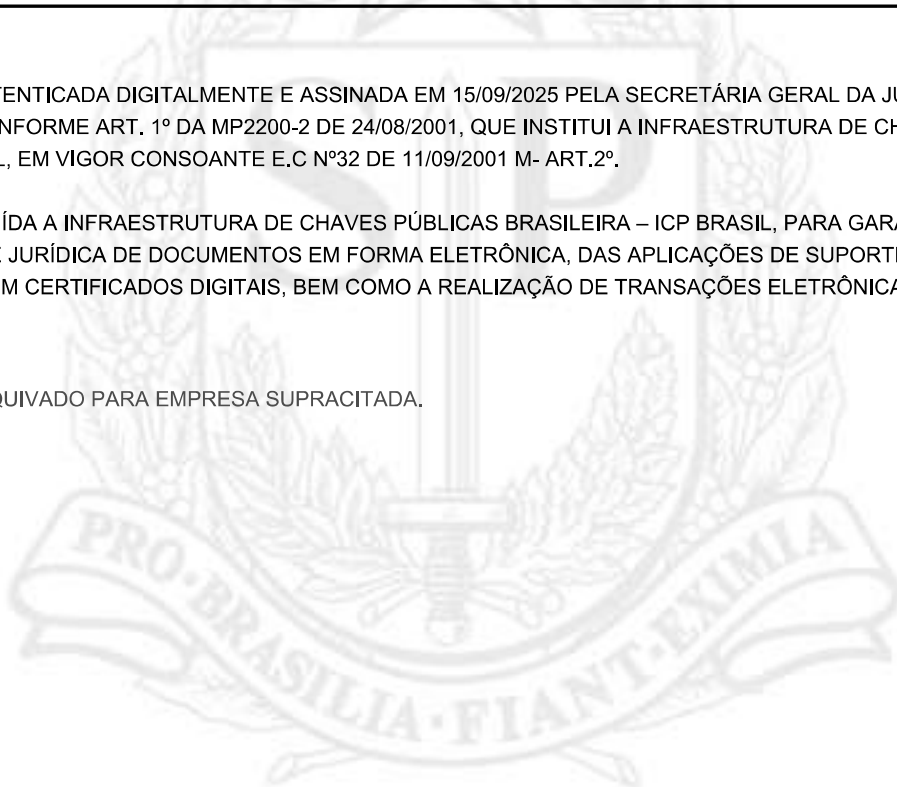 TENTICADA DIGITALMENTE E ASSINADA EM 15/09/2025 PELA SECRETÁRIA GERAL DA JU
NFORME ART. 1º DA MP2200-2 DE 24/08/2001, QUE INSTITUI A INFRAESTRUTURA DE CH
L, EM VIGOR CONSOANTE E.C Nº32 DE 11/09/2001 M- ART.2º.
ÍDA A INFRAESTRUTURA DE CHAVES PÚBLICAS BRASILEIRA – ICP BRASIL, PARA GARA
E JURÍDICA DE DOCUMENTOS EM FORMA ELETRÔNICA, DAS APLICAÇÕES DE SUPORTE
M CERTIFICADOS DIGITAIS, BEM COMO A REALIZAÇÃO DE TRANSAÇÕES ELETRÔNICA
QUIVADO PARA EMPRESA SUPRACITADA.
SP
PRO·BRASILIA·FIANT·EXIMIA